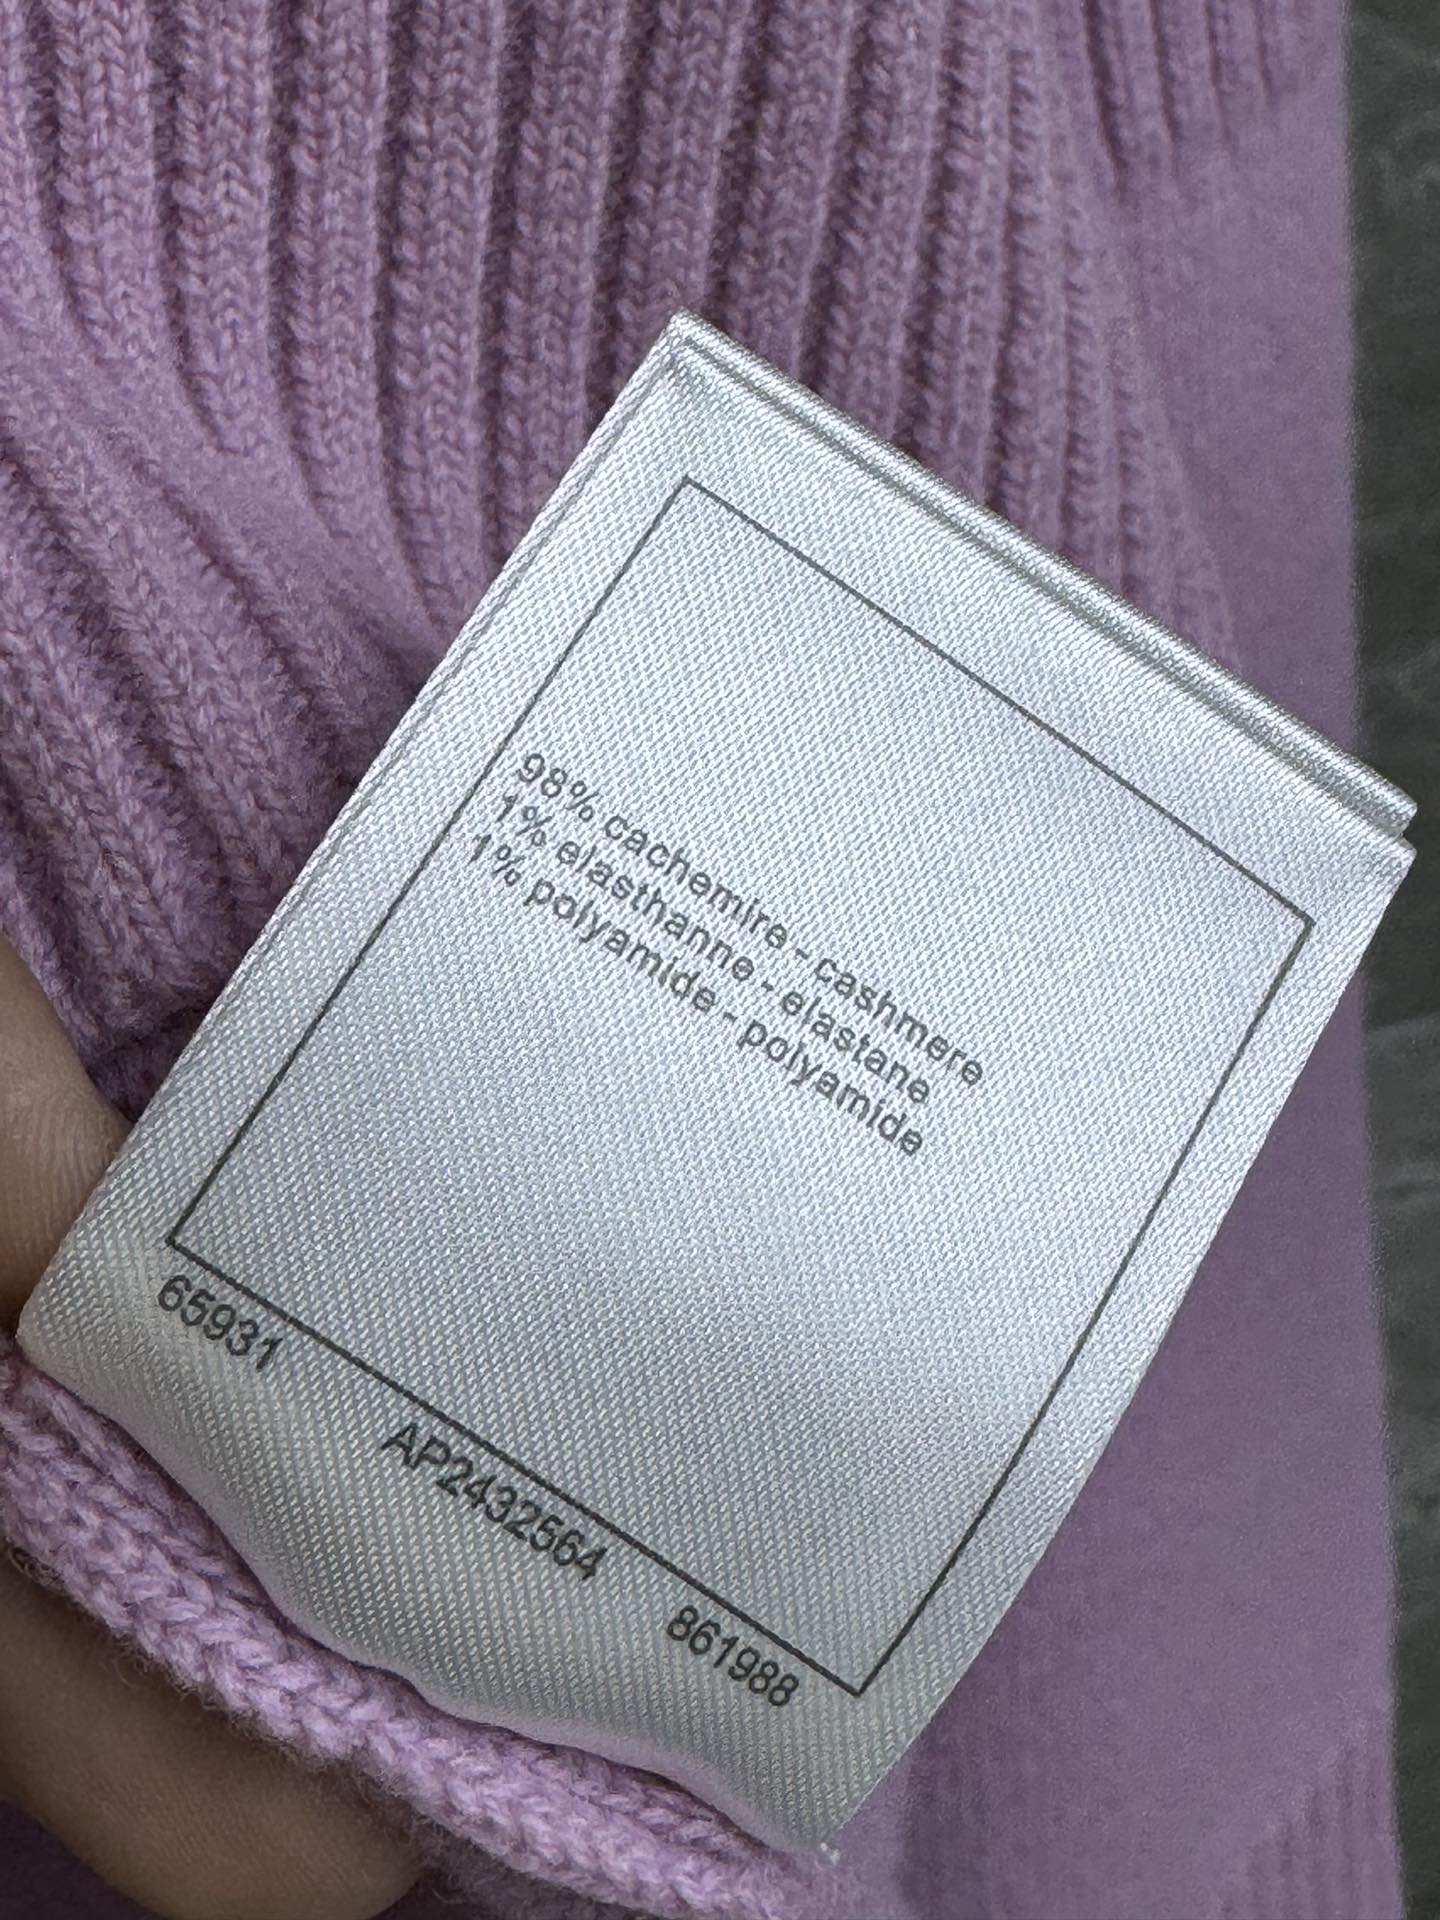 98% cachemire - cashmere
1% elasthanne - elastane
1% polyamide - polyamide
65931 AP2432564 861988